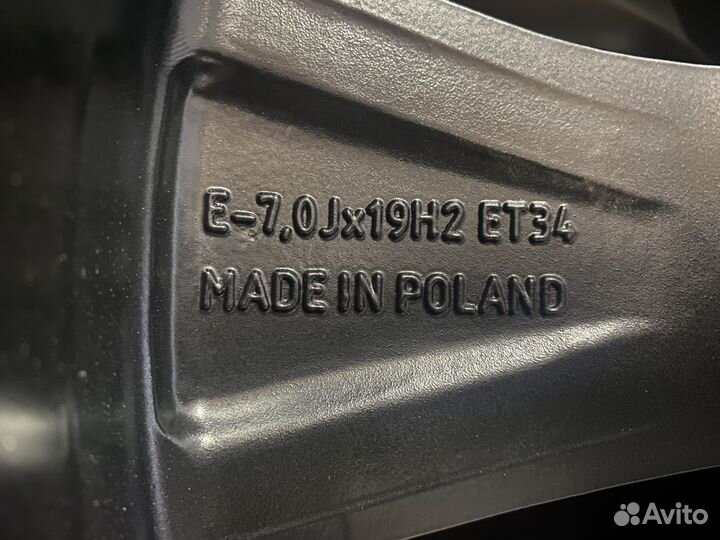 E-7.0Jx19H2 ET34
MADE IN POLAND
Avito